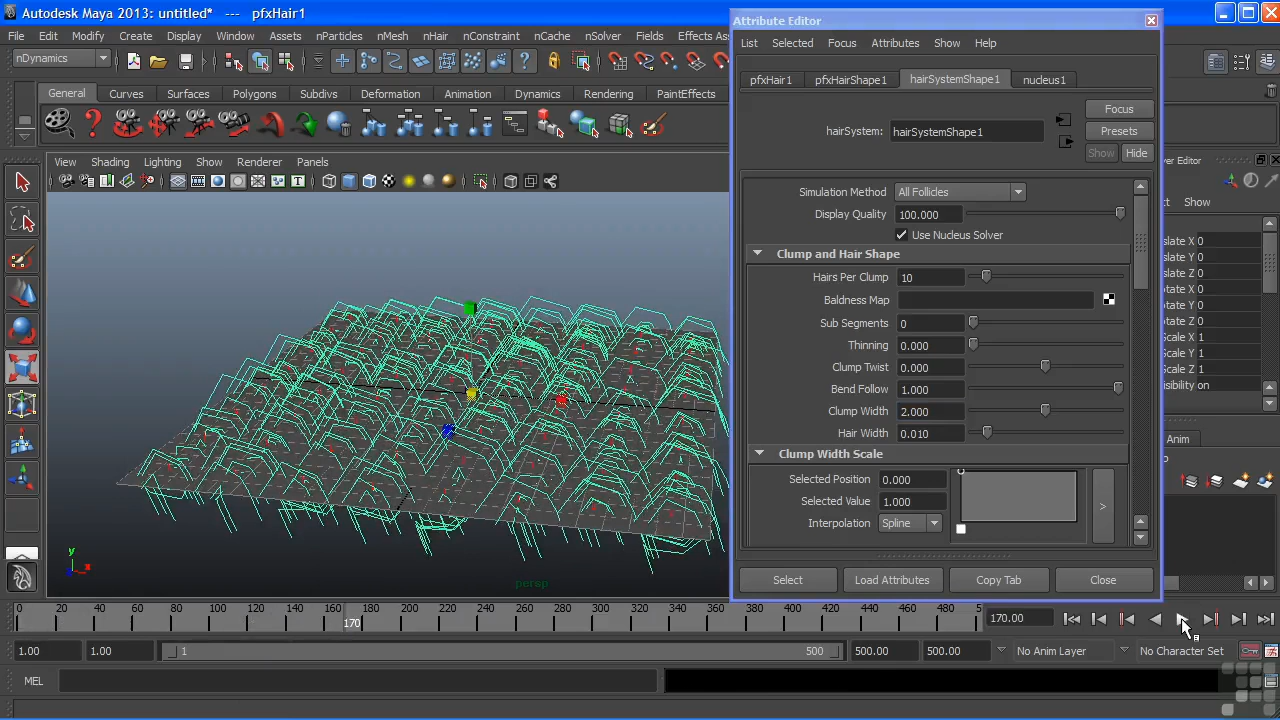 Autodesk Maya 2013: untitled* --- pfxHair1
File Edit Modify Create Display Window Assets nParticles nMesh nHair nConstraint nCache nSolver Fields Effects Ass
nDynamics
General Curves Surfaces Polygons Subdivs Deformation Animation Dynamics Rendering PaintEffects
View Shading Lighting Show Renderer Panels
persp
y
x
Attribute Editor
List Selected Focus Attributes Show Help
pfxHair1 pfxHairShape1 hairSystemShape1 nucleus1
hairSystem: hairSystemShape1
Focus
Presets
Show Hide
Simulation Method All Follicles
Display Quality 100.000
Use Nucleus Solver
Clump and Hair Shape
Hairs Per Clump 10
Baldness Map
Sub Segments 0
Thinning 0.000
Clump Twist 0.000
Bend Follow 1.000
Clump Width 2.000
Hair Width 0.010
Clump Width Scale
Selected Position 0.000
Selected Value 1.000
Interpolation Spline
>
Select Load Attributes Copy Tab Close
yer Editor
ct Show
slate X 0
slate Y 0
slate Z 0
otate X 0
otate Y 0
otate Z 0
Scale X 1
Scale Y 1
Scale Z 1
isibility on
Anim
0 20 40 60 80 100 120 140 160 180 200 220 240 260 280 300 320 340 360 380 400 420 440 460 480 5
170
170.00
1.00 1.00 1 500 500.00 500.00 No Anim Layer No Character Set
MEL